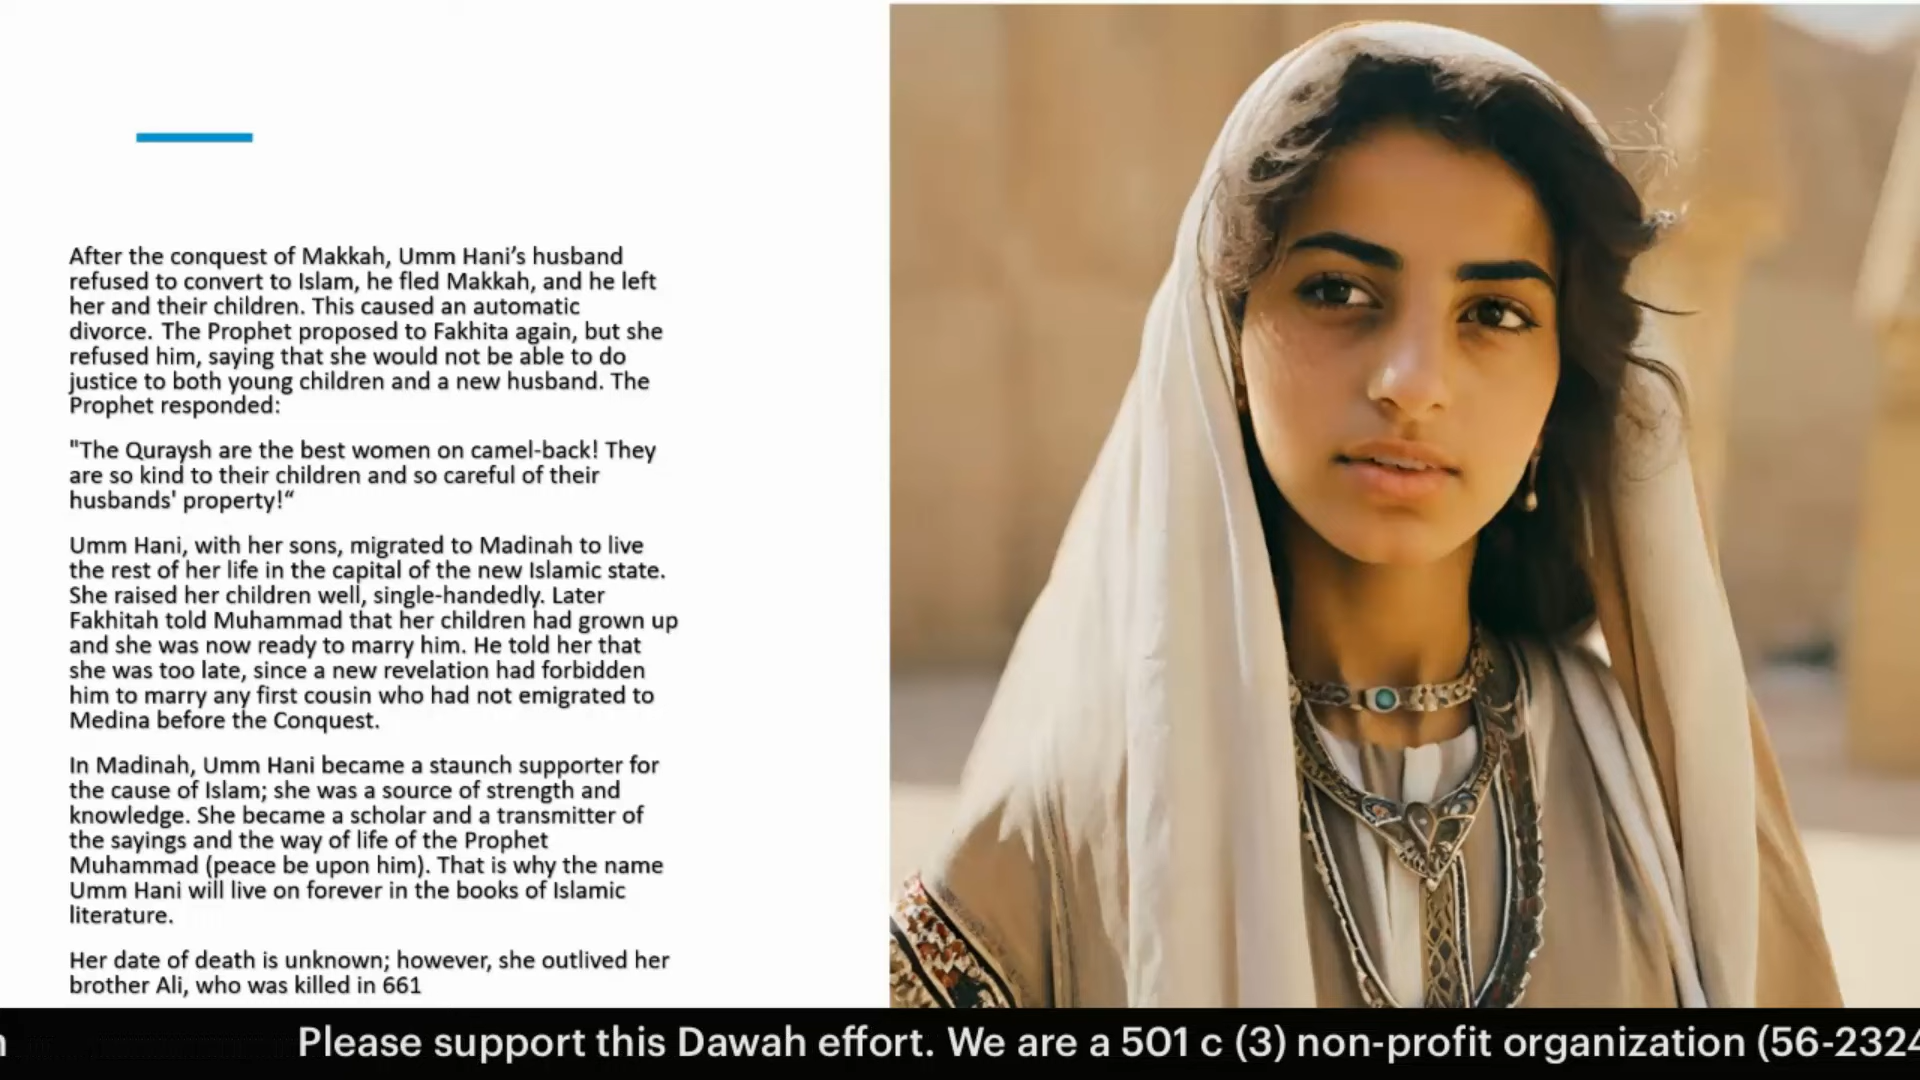 After the conquest of Makkah, Umm Hani’s husband
refused to convert to Islam, he fled Makkah, and he left
her and their children. This caused an automatic
divorce. The Prophet proposed to Fakhita again, but she
refused him, saying that she would not be able to do
justice to both young children and a new husband. The
Prophet responded:
"The Quraysh are the best women on camel-back! They
are so kind to their children and so careful of their
husbands' property!“
Umm Hani, with her sons, migrated to Madinah to live
the rest of her life in the capital of the new Islamic state.
She raised her children well, single-handedly. Later
Fakhitah told Muhammad that her children had grown up
and she was now ready to marry him. He told her that
she was too late, since a new revelation had forbidden
him to marry any first cousin who had not emigrated to
Medina before the Conquest.
In Madinah, Umm Hani became a staunch supporter for
the cause of Islam; she was a source of strength and
knowledge. She became a scholar and a transmitter of
the sayings and the way of life of the Prophet
Muhammad (peace be upon him). That is why the name
Umm Hani will live on forever in the books of Islamic
literature.
Her date of death is unknown; however, she outlived her
brother Ali, who was killed in 661
Please support this Dawah effort. We are a 501 c (3) non-profit organization (56-2324